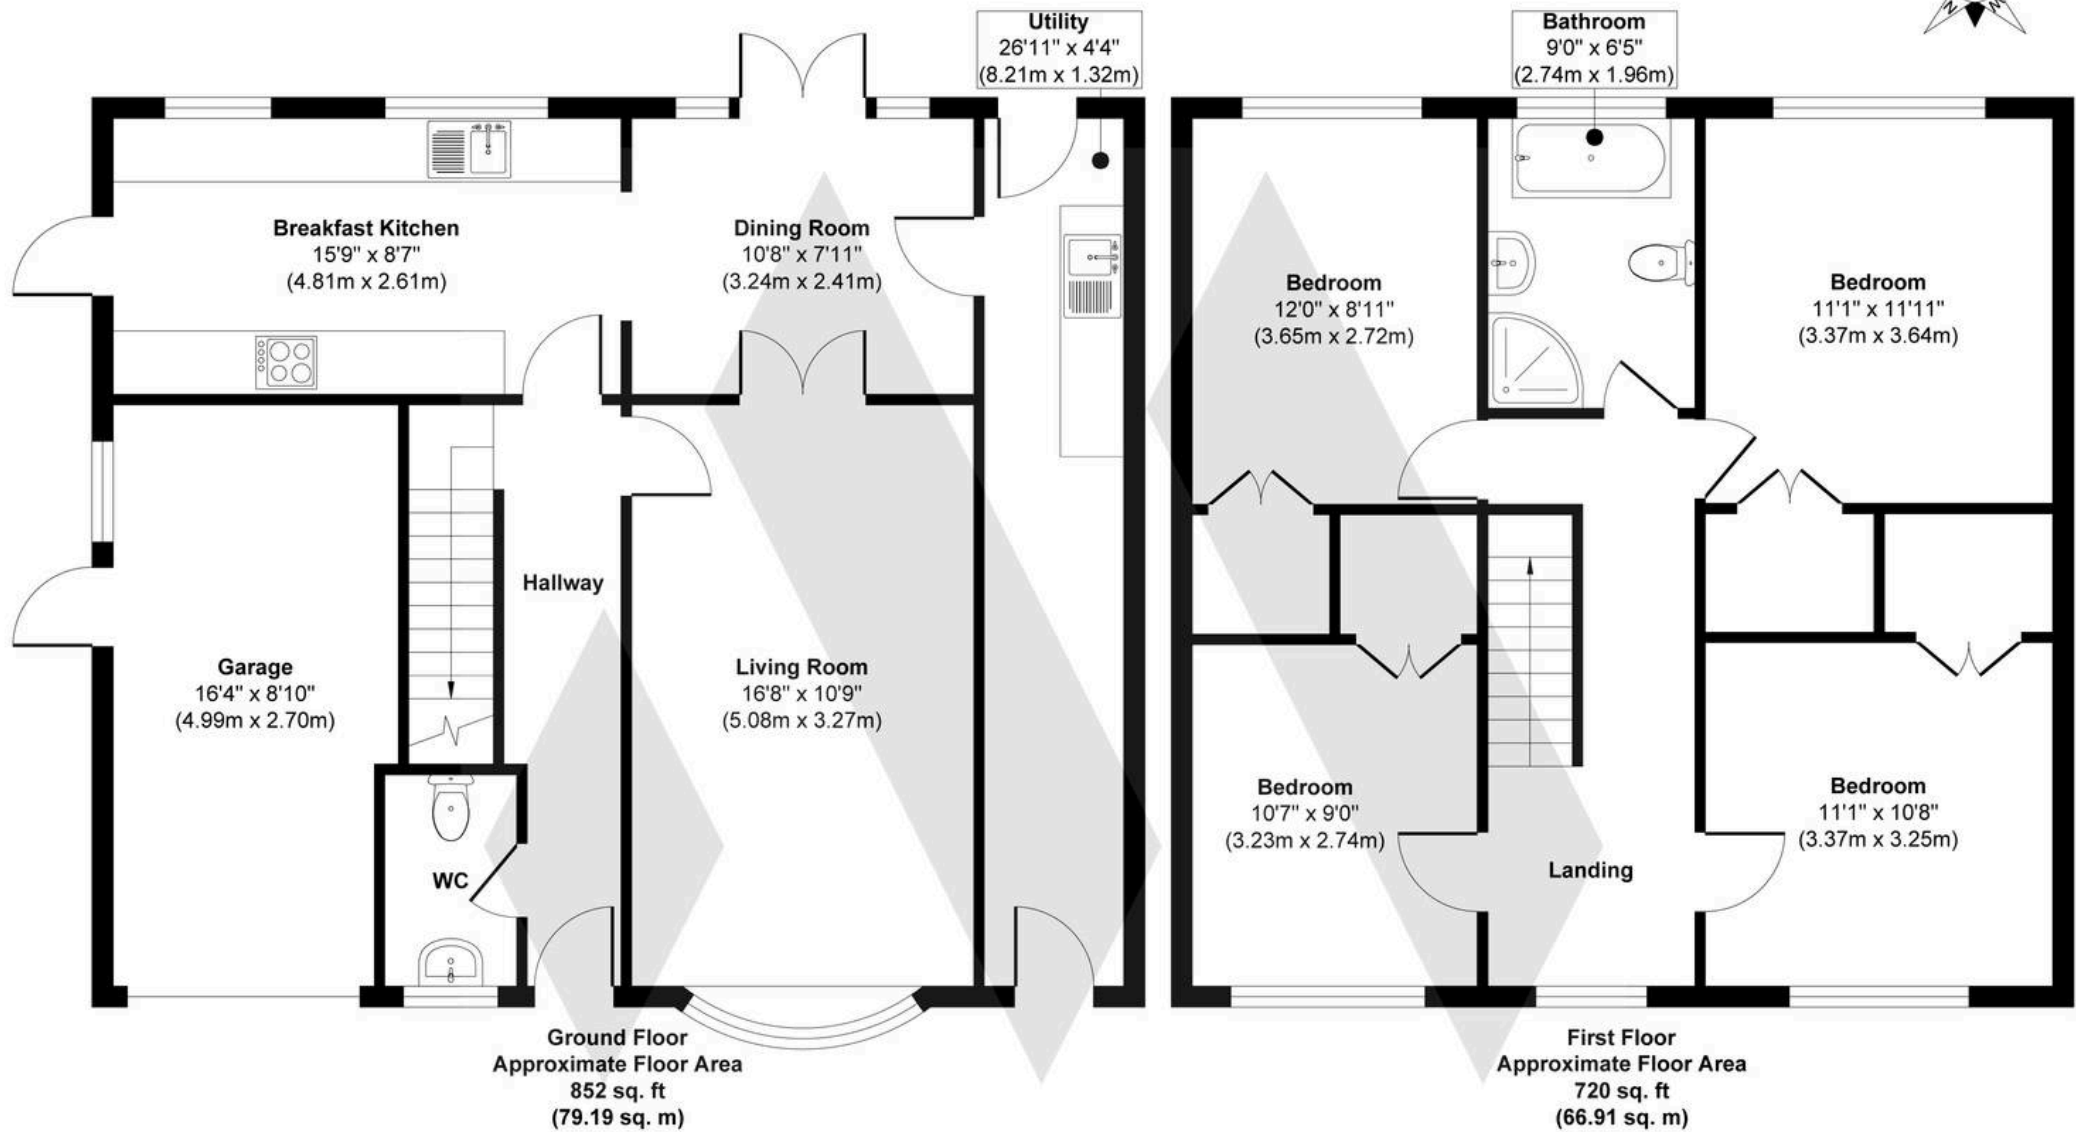 Utility
26'11" x 4'4"
(8.21m x 1.32m)
Bathroom
9'0" x 6'5"
(2.74m x 1.96m)
N
Breakfast Kitchen
15'9" x 8'7"
(4.81m x 2.61m)
Dining Room
10'8" x 7'11"
(3.24m x 2.41m)
Bedroom
12'0" x 8'11"
(3.65m x 2.72m)
Bedroom
11'1" x 11'11"
(3.37m x 3.64m)
Hallway
Garage
16'4" x 8'10"
(4.99m x 2.70m)
Living Room
16'8" x 10'9"
(5.08m x 3.27m)
WC
Bedroom
10'7" x 9'0"
(3.23m x 2.74m)
Bedroom
11'1" x 10'8"
(3.37m x 3.25m)
Landing
Ground Floor
Approximate Floor Area
852 sq. ft
(79.19 sq. m)
First Floor
Approximate Floor Area
720 sq. ft
(66.91 sq. m)